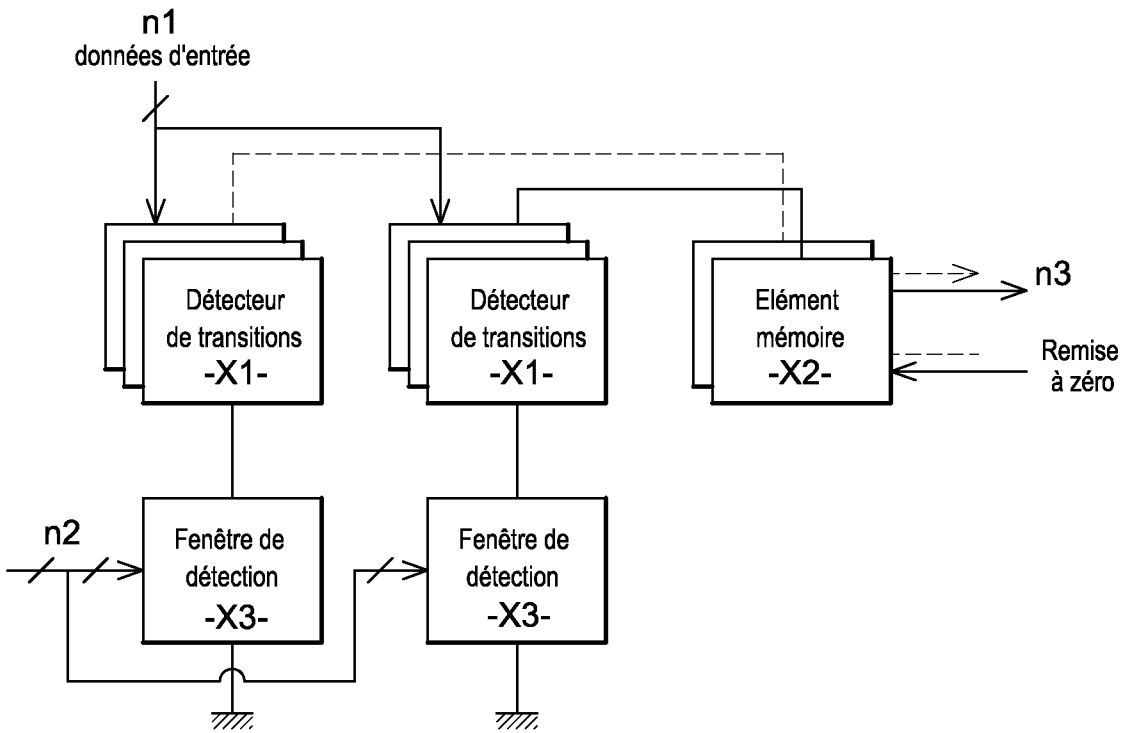 n1
données d'entrée
Détecteur
de transitions
-X1-
Détecteur
de transitions
-X1-
Elément
mémoire
-X2-
n3
Remise
à zéro
n2
Fenêtre de
détection
-X3-
Fenêtre de
détection
-X3-